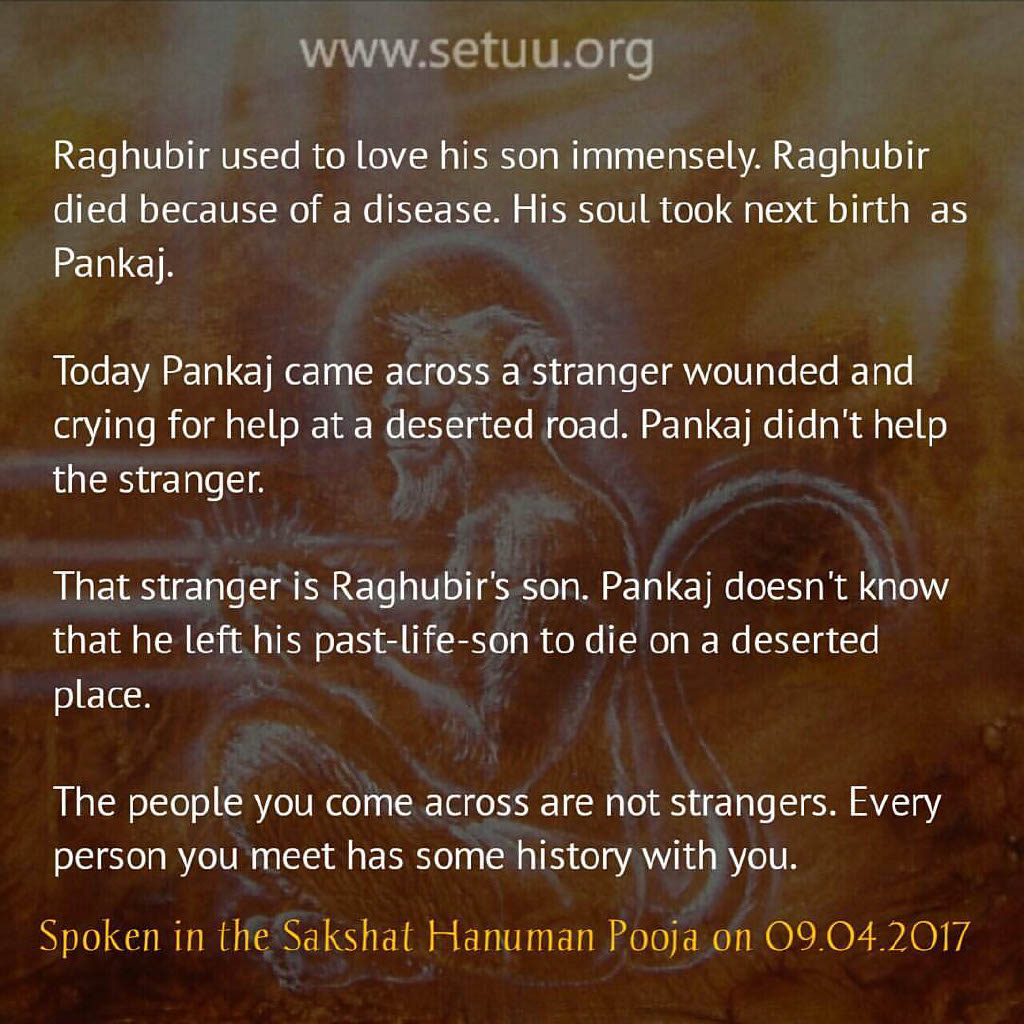 www.setuu.org
Raghubir used to love his son immensely. Raghubir
died because of a disease. His soul took next birth as
Pankaj.
Today Pankaj came across a stranger wounded and
crying for help at a deserted road. Pankaj didn't help
the stranger.
That stranger is Raghubir's son. Pankaj doesn't know
that he left his past-life-son to die on a deserted
place.
The people you come across are not strangers. Every
person you meet has some history with you.
Spoken in the Sakshat Hanuman Pooja on 09.04.2017